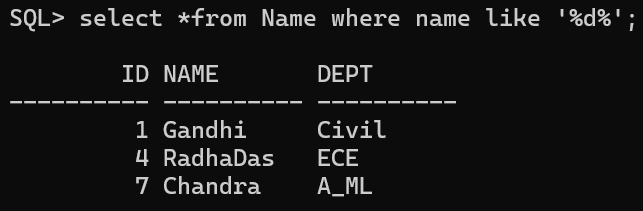 SQL> select *from Name where name like '%d%';
        ID NAME       DEPT
---------- ---------- ----------
         1 Gandhi     Civil
         4 RadhaDas   ECE
         7 Chandra    A_ML